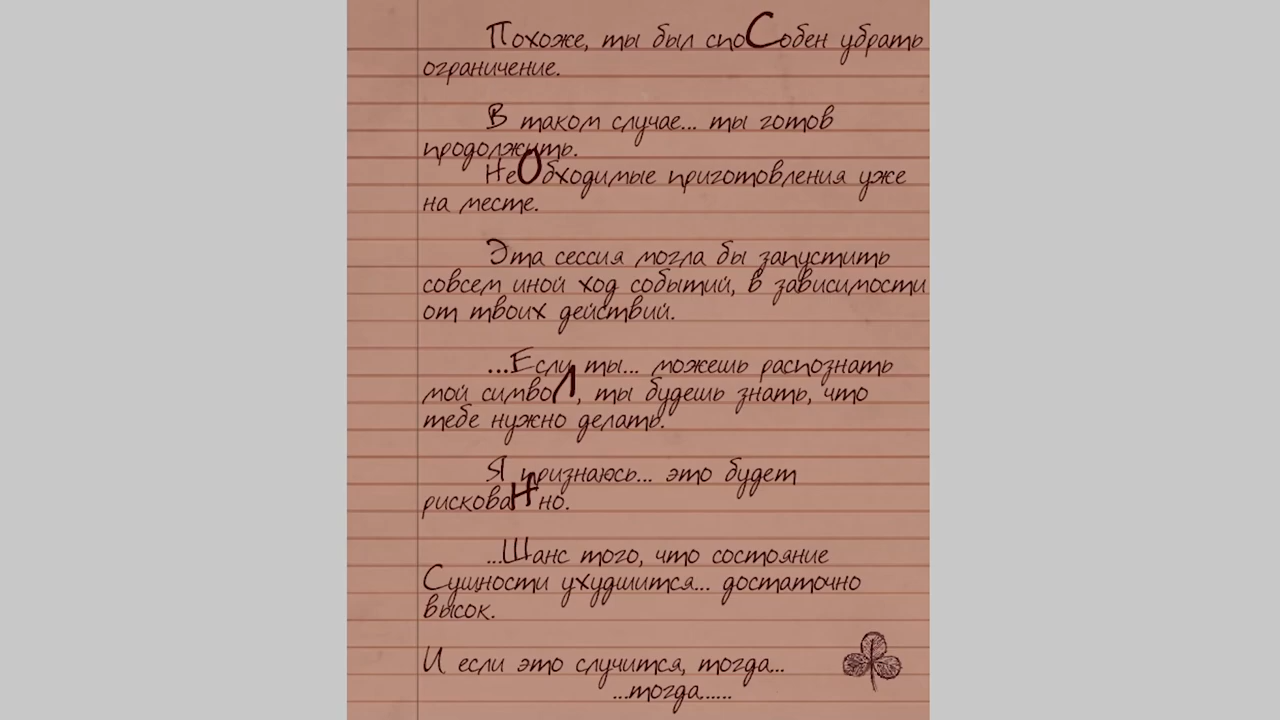 Похоже, ты был спосОбен убрать
ограничение.
В таком случае... ты готов
продолжить.
НеОбходимые приготовления уже
на месте.
Эта сессия могла бы запустить
совсем иной ход событий, в зависимости
от твоих действий.
...Если ты... можешь распознать
мой символ, ты будешь знать, что
тебе нужно делать.
Я признаюсь... это будет
рискованно.
...Шанс того, что состояние
Сущности ухудшится... достаточно
высок.
И если это случится, тогда...
...тогда.....